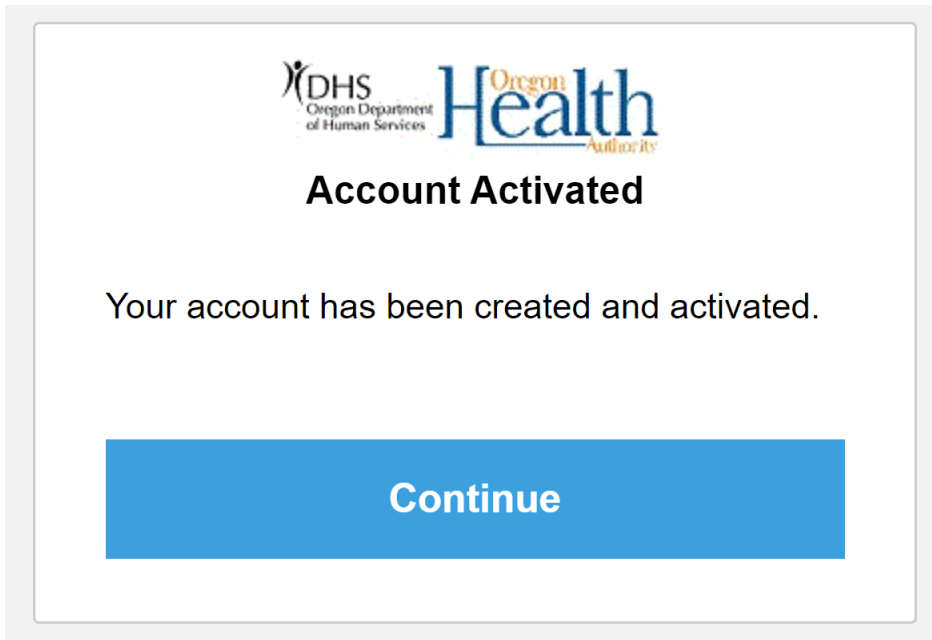 DHS
Oregon Department
of Human Services
Oregon
Health
Authority
Account Activated
Your account has been created and activated.
Continue